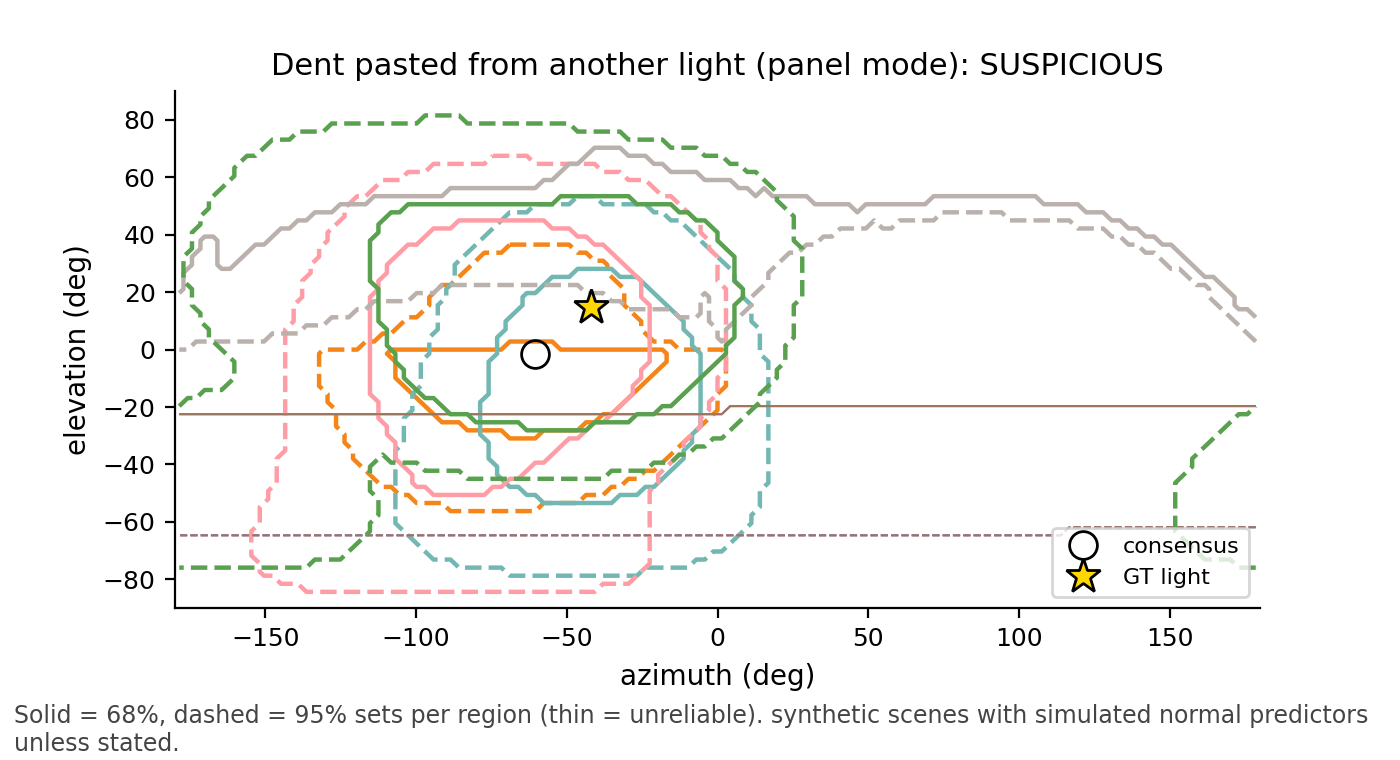 Dent pasted from another light (panel mode): SUSPICIOUS
80
60
40
20
0
−20
−40
−60
−80
elevation (deg)
consensus
GT light
−150
−100
−50
0
50
100
150
azimuth (deg)
Solid = 68%, dashed = 95% sets per region (thin = unreliable). synthetic scenes with simulated normal predictors
unless stated.